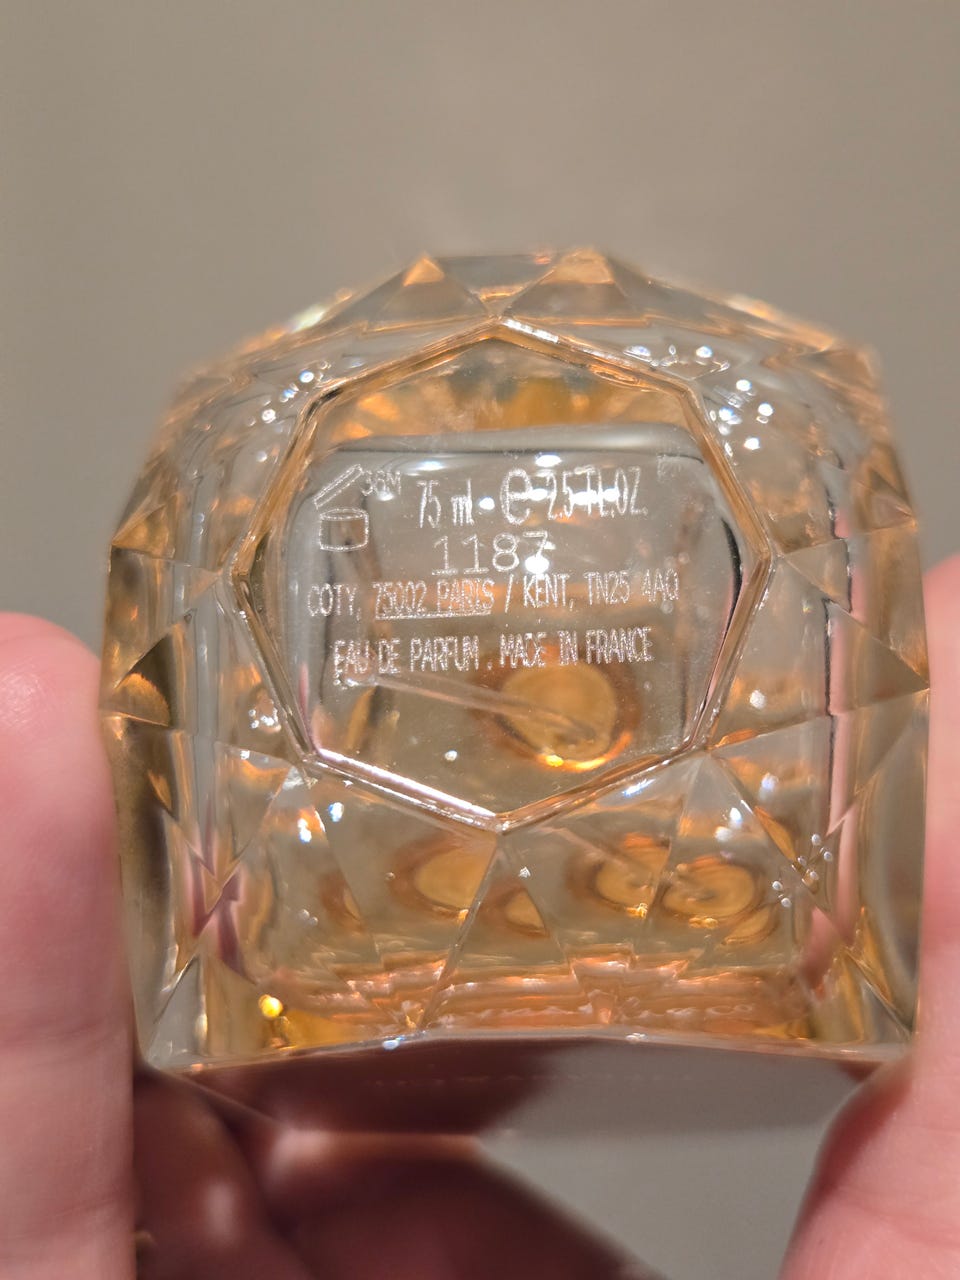 36M 75 ml • e • 2.5 FL.OZ.
1187
COTY, 75002 PARIS / KENT, TN25 4AQ
EAU DE PARFUM . MADE IN FRANCE